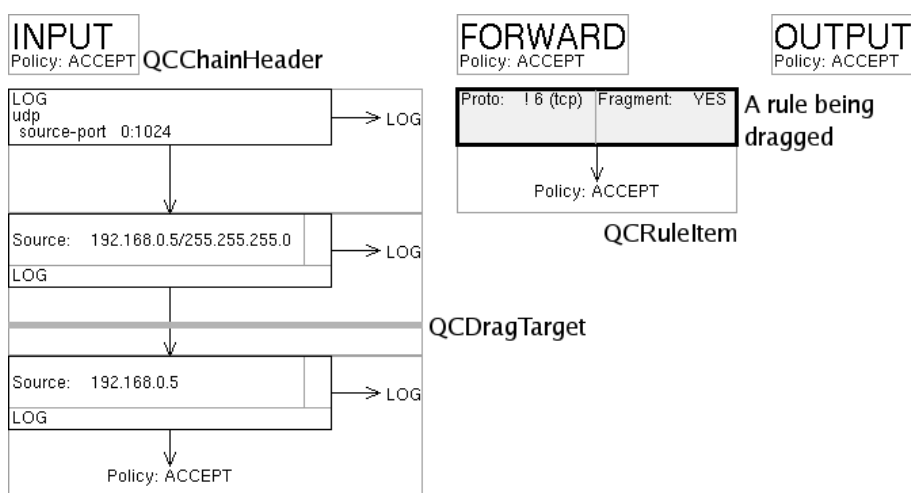 INPUT
Policy: ACCEPT
QCChainHeader
LOG
udp
source-port 0:1024
LOG
Source: 192.168.0.5/255.255.255.0
LOG
LOG
QCDragTarget
Source: 192.168.0.5
LOG
LOG
Policy: ACCEPT
FORWARD
Policy: ACCEPT
Proto: ! 6 (tcp) Fragment: YES
A rule being
dragged
Policy: ACCEPT
QCRuleItem
OUTPUT
Policy: ACCEPT